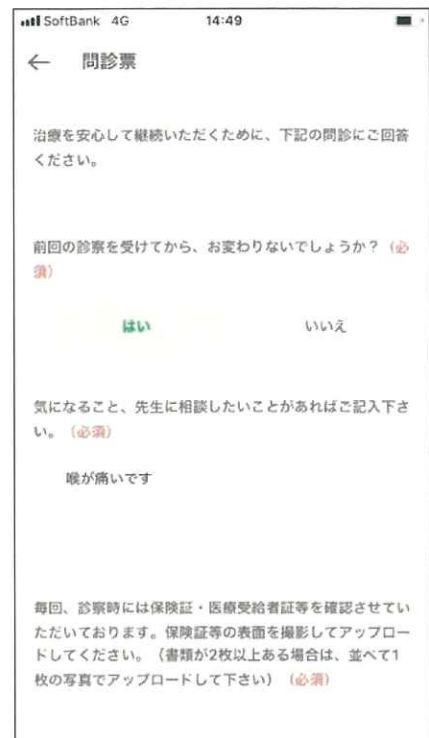 SoftBank 4G 14:49
← 問診票
治療を安心して継続いただくために、下記の問診にご回答
ください。
前回の診察を受けてから、お変わりないでしょうか？（必
須）
はい いいえ
気になること、先生に相談したいことがあればご記入下さ
い。（必須）
喉が痛いです
毎回、診察時には保険証・医療受給者証等を確認させてい
ただいております。保険証等の表面を撮影してアップロー
ドしてください。（書類が2枚以上ある場合は、並べて1
枚の写真でアップロードして下さい）（必須）